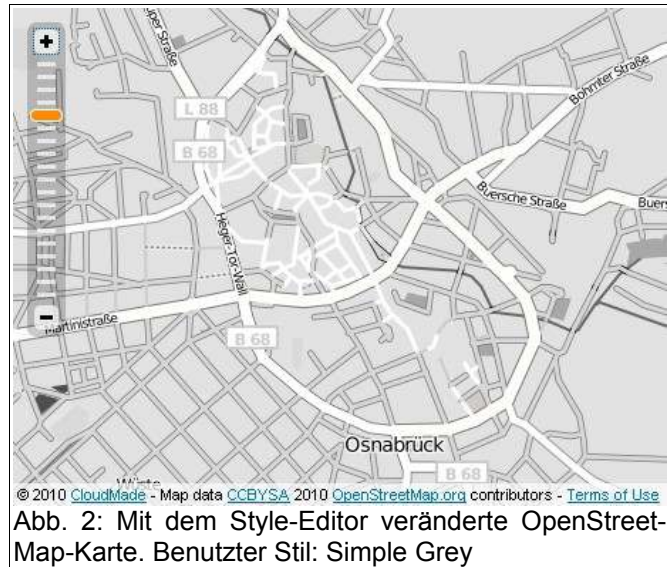 +
uper Straße
L 88
B 68
Bohmter Straße
Buersche Straße
Buers
Heger-Tor-Wall
Martinistraße
B 68
Osnabrück
B 68
Wüste
© 2010 CloudMade - Map data CCBYSA 2010 OpenStreetMap.org contributors - Terms of Use
Abb. 2: Mit dem Style-Editor veränderte OpenStreet-
Map-Karte. Benutzter Stil: Simple Grey